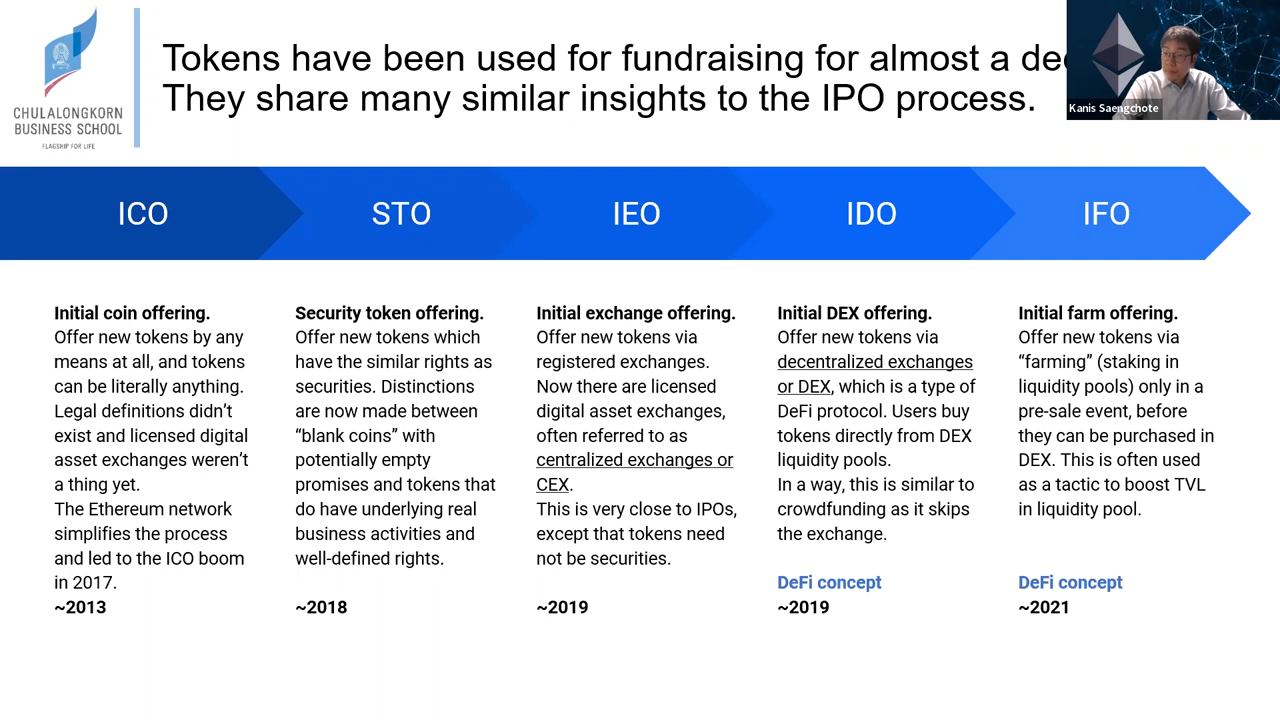 CHULALONGKORN
BUSINESS SCHOOL
FLAGSHIP FOR LIFE
Tokens have been used for fundraising for almost a
They share many similar insights to the IPO process.
Kanis Saengchote
ICO
STO
IEO
IDO
IFO
Initial coin offering.
Offer new tokens by any
means at all, and tokens
can be literally anything.
Legal definitions didn’t
exist and licensed digital
asset exchanges weren’t
a thing yet.
The Ethereum network
simplifies the process
and led to the ICO boom
in 2017.
~2013
Security token offering.
Offer new tokens which
have the similar rights as
securities. Distinctions
are now made between
“blank coins” with
potentially empty
promises and tokens that
do have underlying real
business activities and
well-defined rights.
~2018
Initial exchange offering.
Offer new tokens via
registered exchanges.
Now there are licensed
digital asset exchanges,
often referred to as
centralized exchanges or
CEX.
This is very close to IPOs,
except that tokens need
not be securities.
~2019
Initial DEX offering.
Offer new tokens via
decentralized exchanges
or DEX, which is a type of
DeFi protocol. Users buy
tokens directly from DEX
liquidity pools.
In a way, this is similar to
crowdfunding as it skips
the exchange.
DeFi concept
~2019
Initial farm offering.
Offer new tokens via
“farming” (staking in
liquidity pools) only in a
pre-sale event, before
they can be purchased in
DEX. This is often used
as a tactic to boost TVL
in liquidity pool.
DeFi concept
~2021